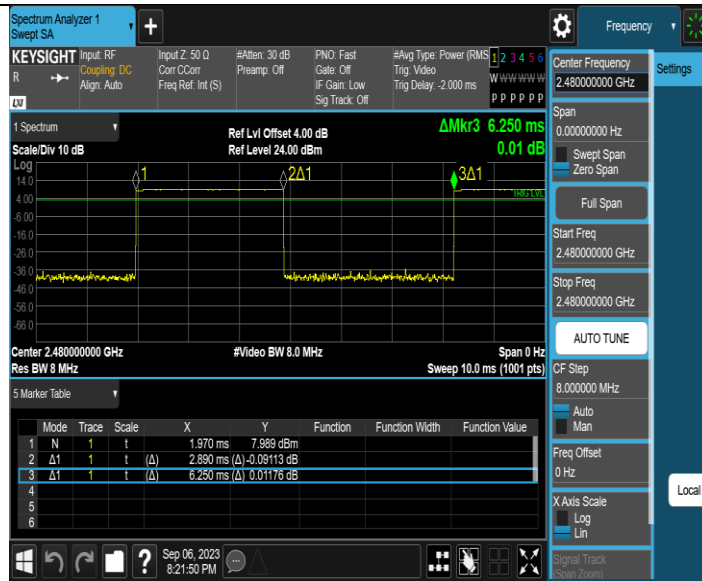 Spectrum Analyzer 1
Swept SA
+
Frequency
KEYSIGHT
R
LXI
Input: RF
Coupling: DC
Align: Auto
Input Z: 50 Ω
Corr CCorr
Freq Ref: Int (S)
#Atten: 30 dB
Preamp: Off
PNO: Fast
Gate: Off
IF Gain: Low
Sig Track: Off
#Avg Type: Power (RMS
Trig: Video
Trig Delay: -2.000 ms
1 2 3 4 5 6
W W W W W W
P P P P P P
1 Spectrum
Scale/Div 10 dB
Ref Lvl Offset 4.00 dB
Ref Level 24.00 dBm
ΔMkr3 6.250 ms
0.01 dB
Log
14.0
4.00
-6.00
-16.0
-26.0
-36.0
-46.0
-56.0
-66.0
1
2Δ1
3Δ1
TRIG LVL
Center 2.480000000 GHz
#Video BW 8.0 MHz
Span 0 Hz
Res BW 8 MHz
Sweep 10.0 ms (1001 pts)
5 Marker Table
Mode Trace Scale X Y Function Function Width Function Value
1 N 1 t 1.970 ms 7.989 dBm
2 Δ1 1 t (Δ) 2.890 ms (Δ) -0.09113 dB
3 Δ1 1 t (Δ) 6.250 ms (Δ) 0.01176 dB
4
5
6
?
Sep 06, 2023
8:21:50 PM
Center Frequency
2.480000000 GHz
Span
0.00000000 Hz
Swept Span
Zero Span
Full Span
Start Freq
2.480000000 GHz
Stop Freq
2.480000000 GHz
AUTO TUNE
CF Step
8.000000 MHz
Auto
Man
Freq Offset
0 Hz
X Axis Scale
Log
Lin
Signal Track
(Span Zoom)
Settings
Local